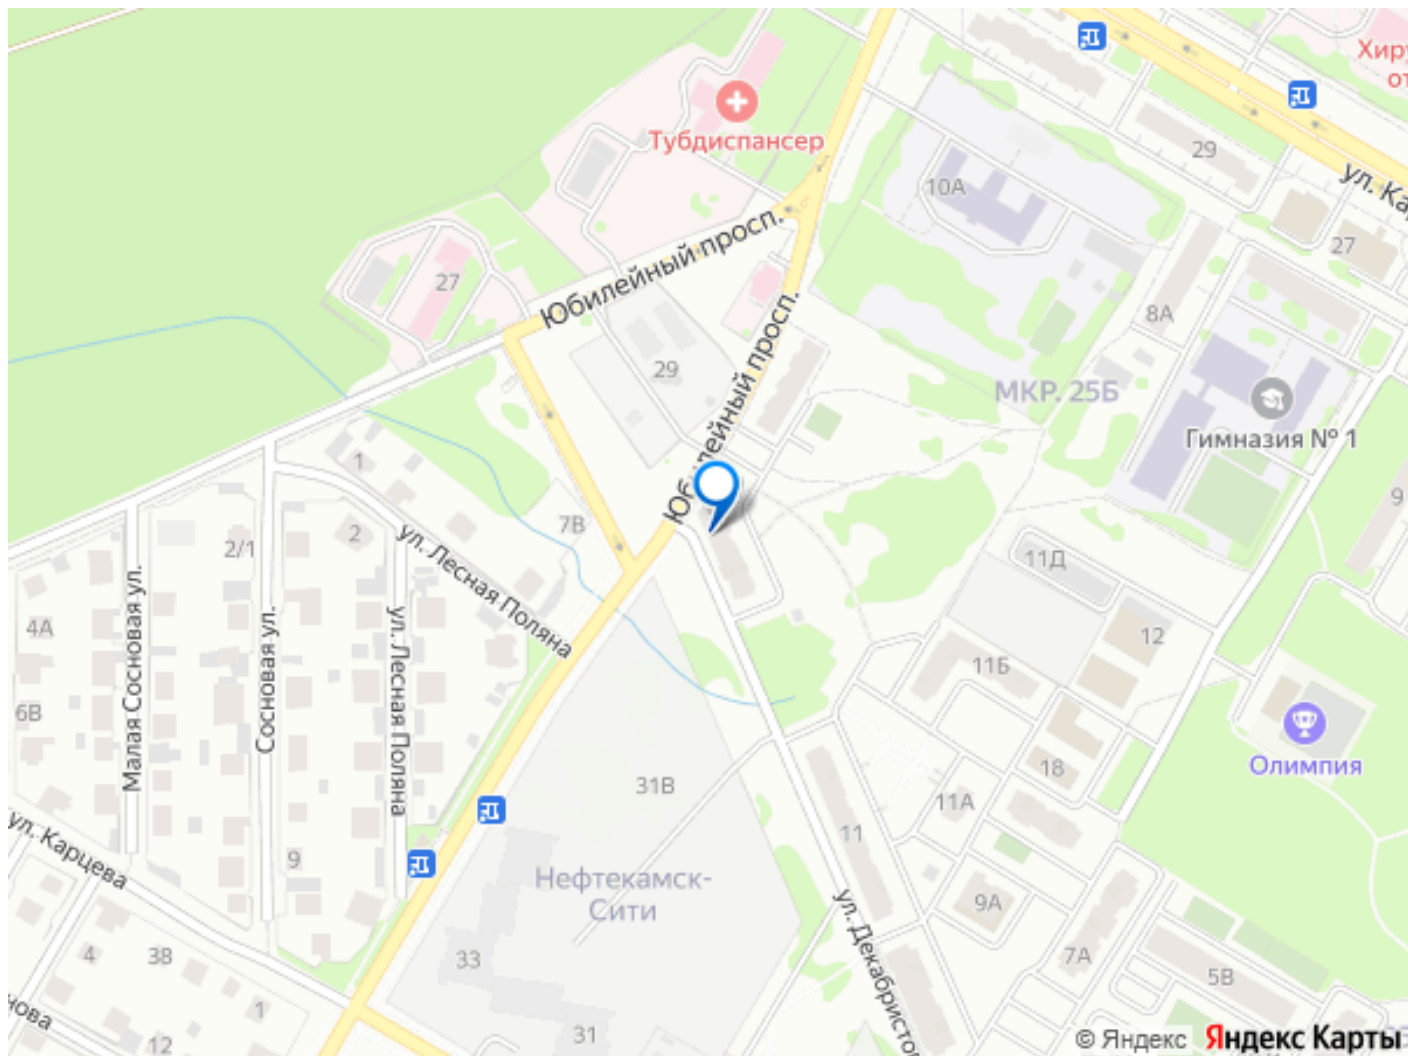 Хиру
от
Тубдиспансер
29
ул. Ка
10А
27
Юбилейный просп.
27
8А
Юбилейный просп.
29
МКР. 25Б
Гимназия № 1
1
9
7В
2
2/1
ул. Лесная Поляна
11Д
4А
Малая Сосновая ул.
Сосновая ул.
ул. Лесная Поляна
12
11Б
6В
Олимпия
18
31В
11А
11
ул. Карцева
9
Нефтекамск-
Сити
9А
ул. Декабристо
4
3В
33
7А
5В
1
нова
12
31
© Яндекс Яндекс Карты